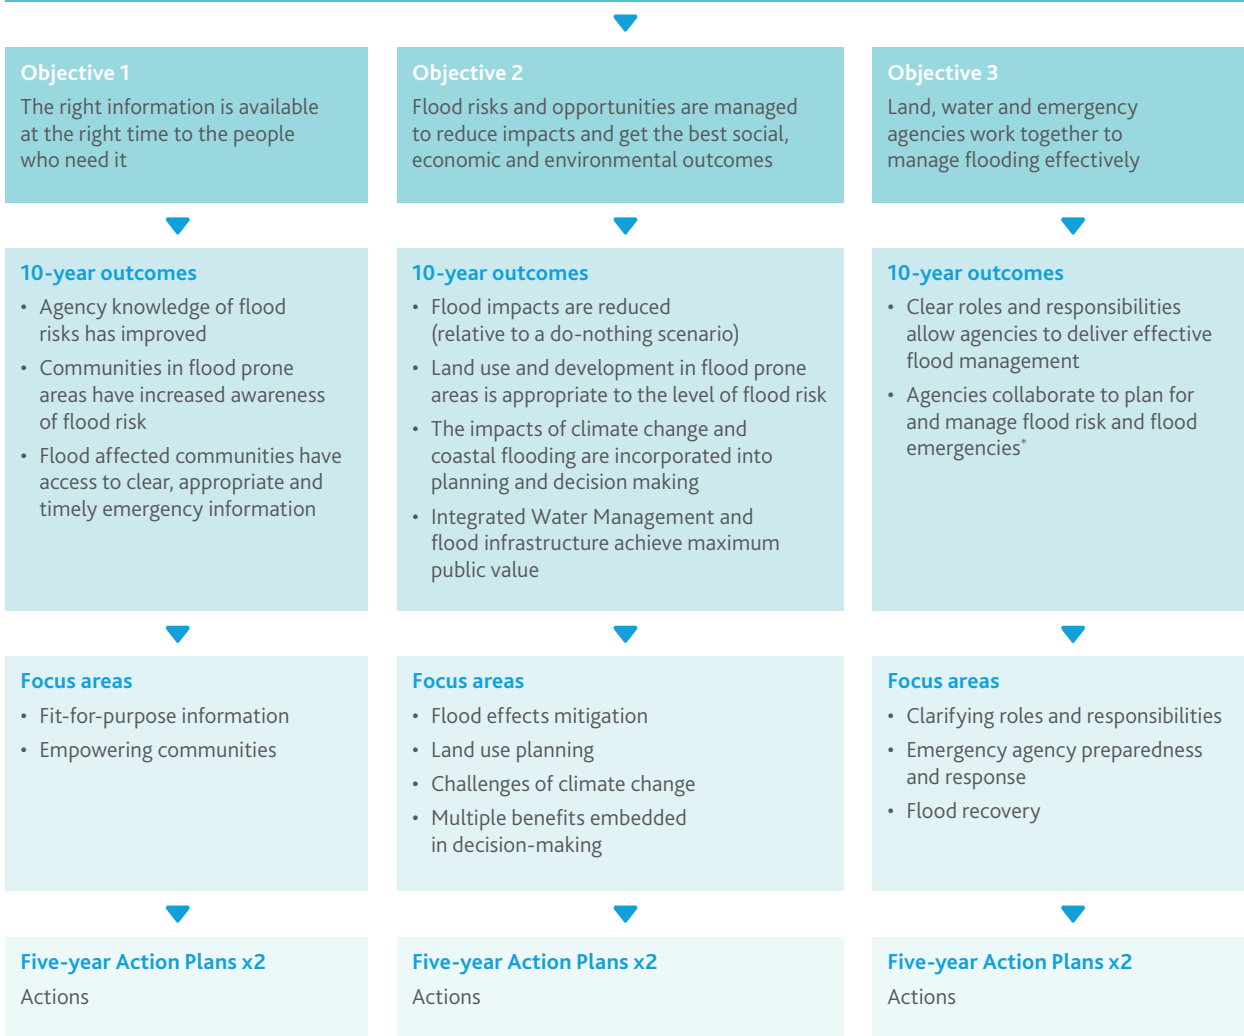 Objective 1
The right information is available
at the right time to the people
who need it
Objective 2
Flood risks and opportunities are managed
to reduce impacts and get the best social,
economic and environmental outcomes
Objective 3
Land, water and emergency
agencies work together to
manage flooding effectively
10-year outcomes
• Agency knowledge of flood
risks has improved
• Communities in flood prone
areas have increased awareness
of flood risk
• Flood affected communities have
access to clear, appropriate and
timely emergency information
10-year outcomes
• Flood impacts are reduced
(relative to a do-nothing scenario)
• Land use and development in flood prone
areas is appropriate to the level of flood risk
• The impacts of climate change and
coastal flooding are incorporated into
planning and decision making
• Integrated Water Management and
flood infrastructure achieve maximum
public value
10-year outcomes
• Clear roles and responsibilities
allow agencies to deliver effective
flood management
• Agencies collaborate to plan for
and manage flood risk and flood
emergencies*
Focus areas
• Fit-for-purpose information
• Empowering communities
Focus areas
• Flood effects mitigation
• Land use planning
• Challenges of climate change
• Multiple benefits embedded
in decision-making
Focus areas
• Clarifying roles and responsibilities
• Emergency agency preparedness
and response
• Flood recovery
Five-year Action Plans x2
Actions
Five-year Action Plans x2
Actions
Five-year Action Plans x2
Actions